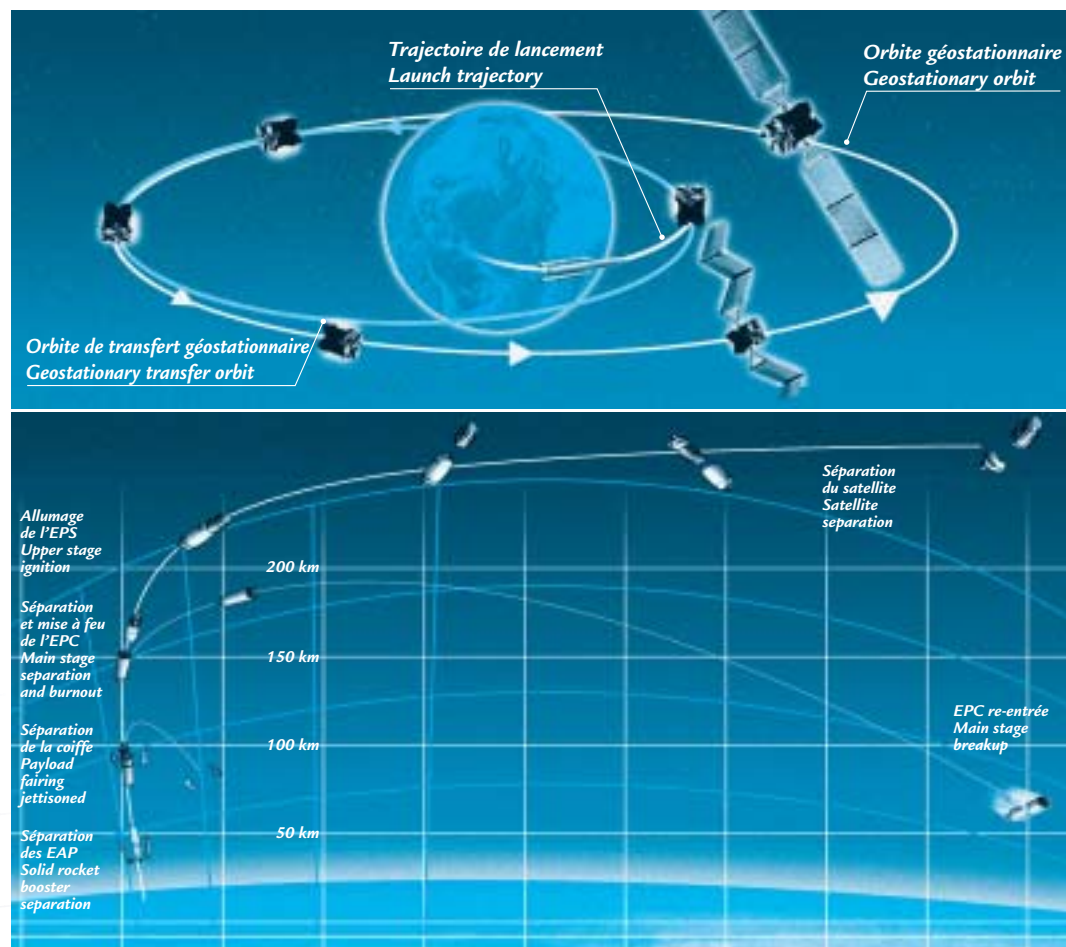 Trajectoire de lancement
Launch trajectory
Orbite géostationnaire
Geostationary orbit
Orbite de transfert géostationnaire
Geostationary transfer orbit
Séparation
du satellite
Satellite
separation
Allumage
de l'EPS
Upper stage
ignition
200 km
Séparation
et mise à feu
de l'EPC
Main stage
separation
and burnout
150 km
EPC re-entrée
Main stage
breakup
Séparation
de la coiffe
Payload
fairing
jettisoned
100 km
50 km
Séparation
des EAP
Solid rocket
booster
separation